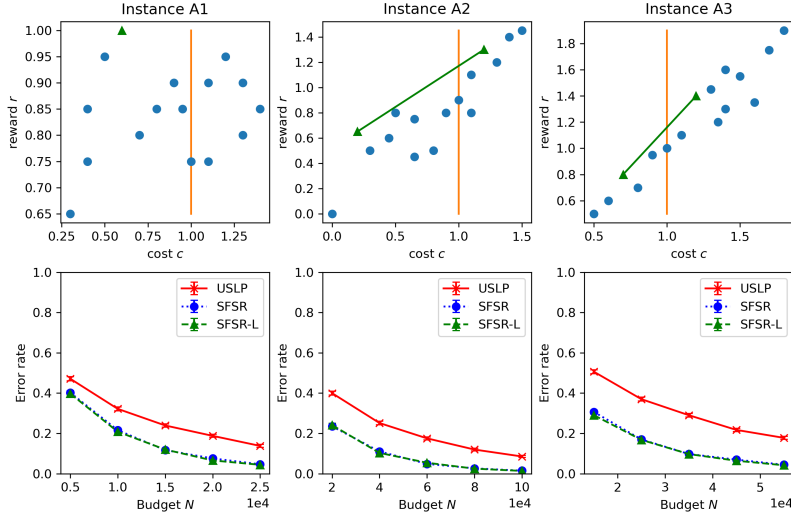 Instance A1
Instance A2
Instance A3
reward r
1.00
0.95
0.90
0.85
0.80
0.75
0.70
0.65
0.25 0.50 0.75 1.00 1.25
cost c
reward r
1.4
1.2
1.0
0.8
0.6
0.4
0.2
0.0
0.0 0.5 1.0 1.5
cost c
reward r
1.8
1.6
1.4
1.2
1.0
0.8
0.6
0.5 1.0 1.5
cost c
Error rate
1.0
0.8
0.6
0.4
0.2
0.0
USLP
SFSR
SFSR-L
0.5 1.0 1.5 2.0 2.5
1e4
Budget N
Error rate
1.0
0.8
0.6
0.4
0.2
0.0
USLP
SFSR
SFSR-L
2 4 6 8 10
1e4
Budget N
Error rate
1.0
0.8
0.6
0.4
0.2
0.0
USLP
SFSR
SFSR-L
2 3 4 5
1e4
Budget N